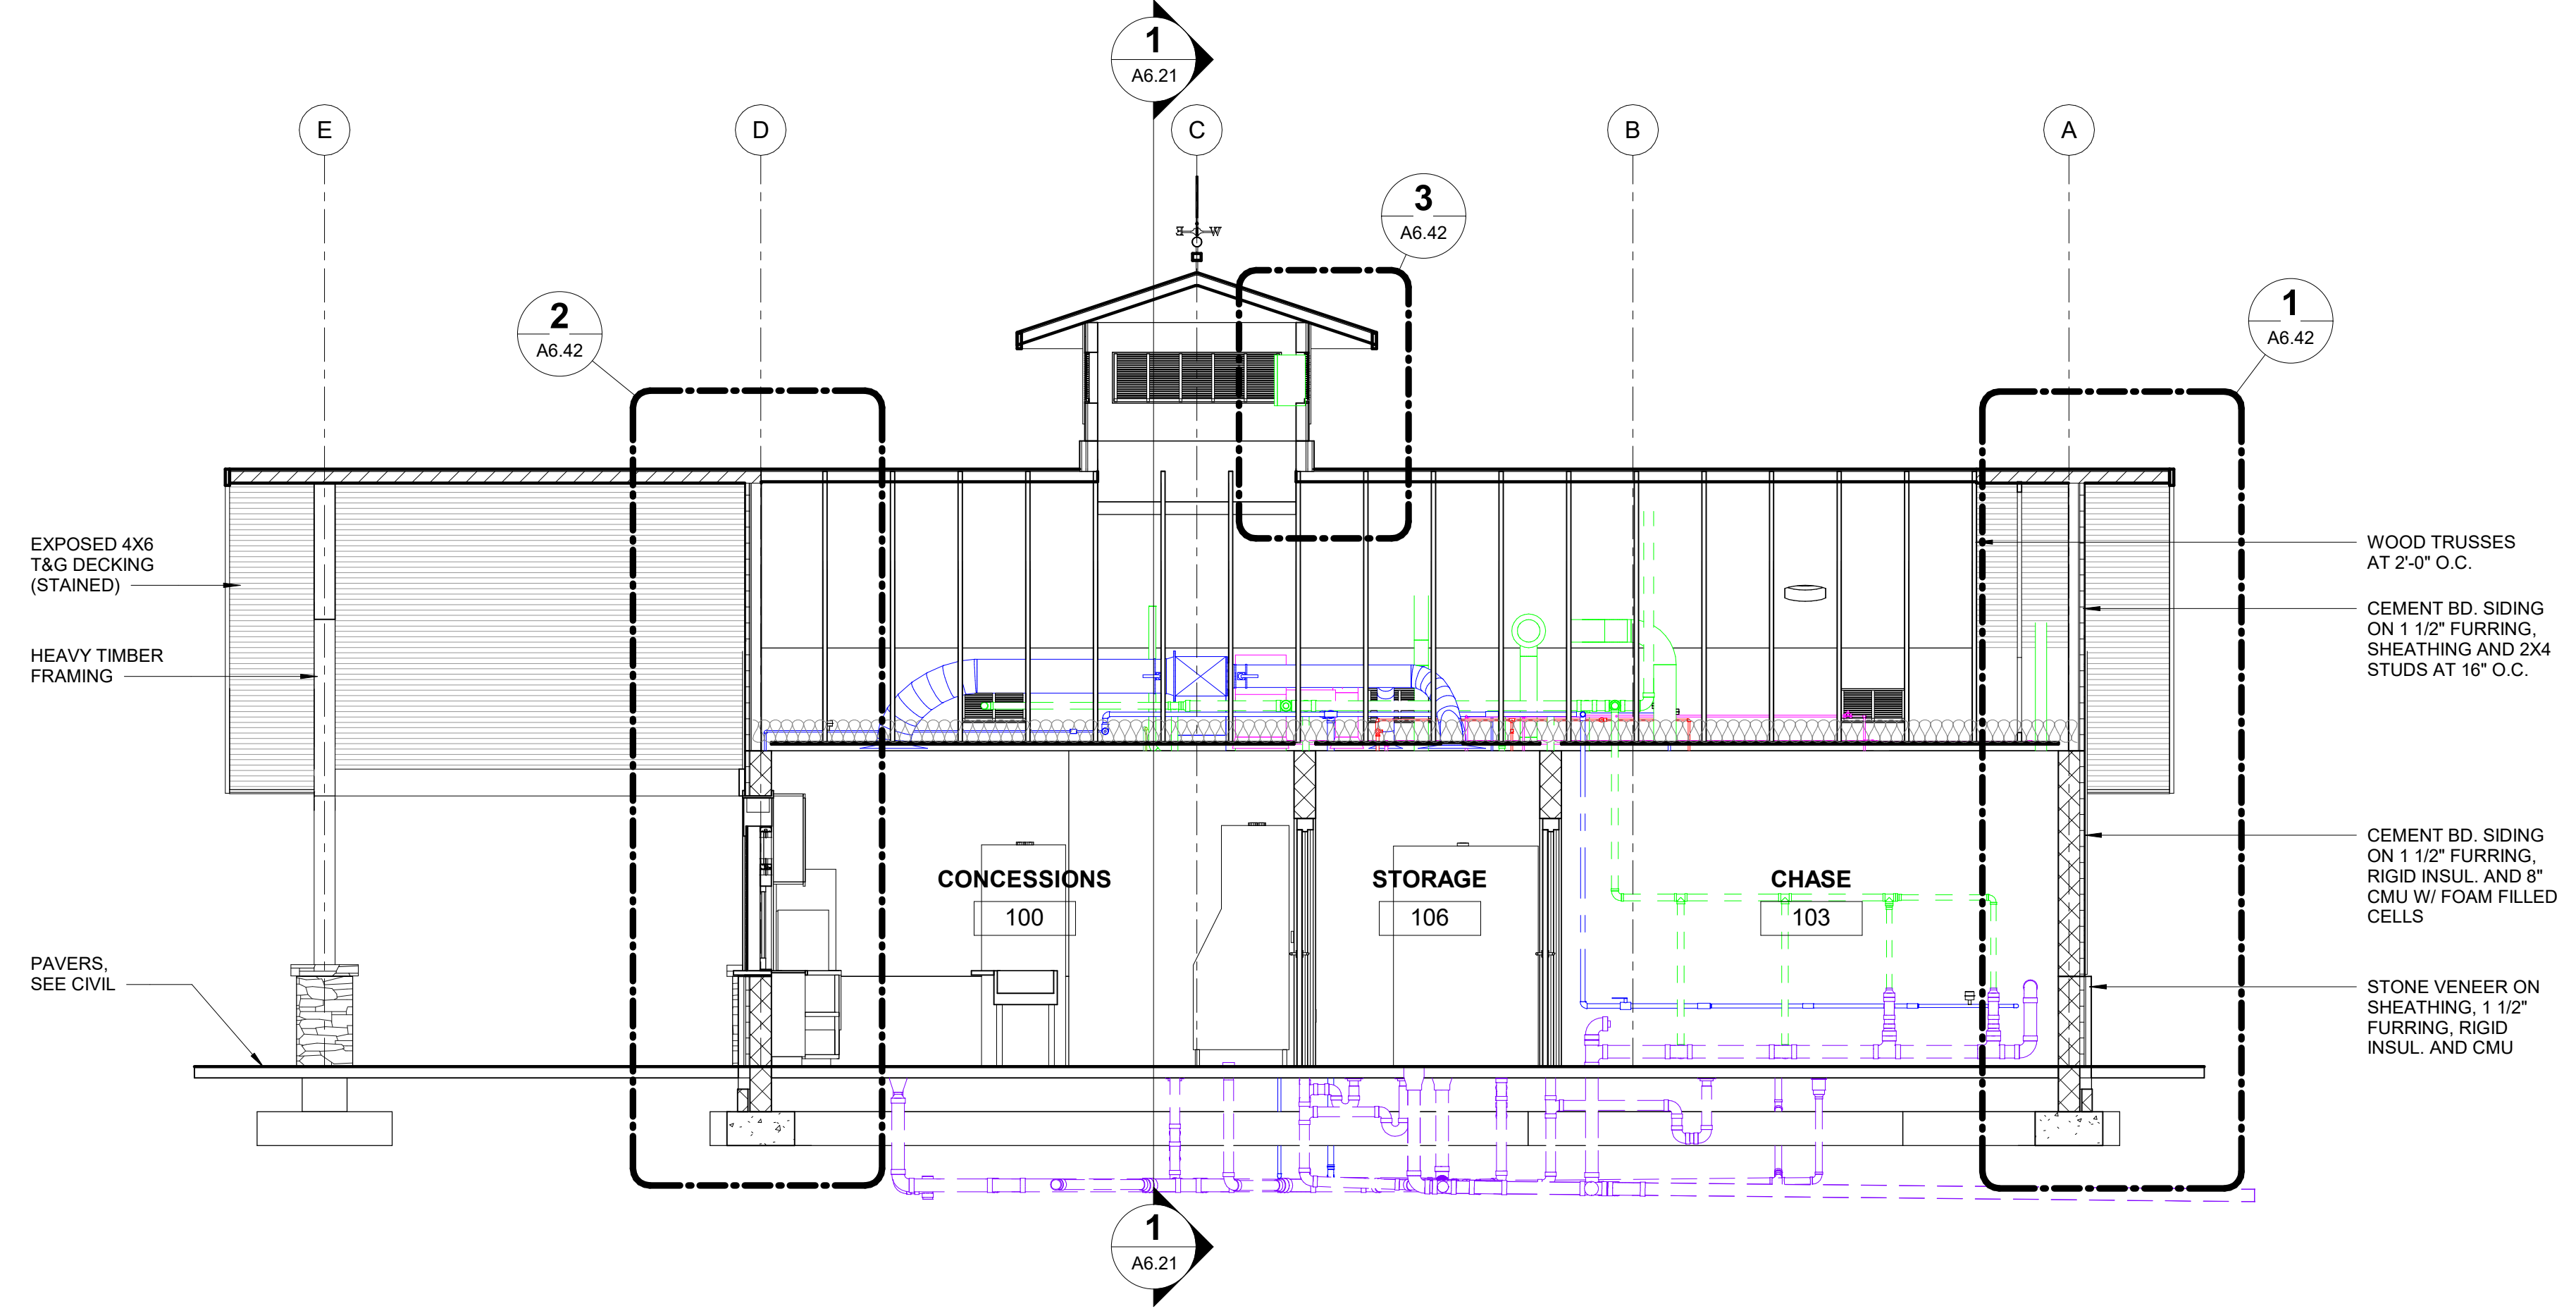 1
A6.21
E
D
C
B
A
3
A6.42
E W
2
A6.42
1
A6.42
EXPOSED 4X6
T&G DECKING
(STAINED)
HEAVY TIMBER
FRAMING
PAVERS,
SEE CIVIL
WOOD TRUSSES
AT 2'-0" O.C.
CEMENT BD. SIDING
ON 1 1/2" FURRING,
SHEATHING AND 2X4
STUDS AT 16" O.C.
CEMENT BD. SIDING
ON 1 1/2" FURRING,
RIGID INSUL. AND 8"
CMU W/ FOAM FILLED
CELLS
STONE VENEER ON
SHEATHING, 1 1/2"
FURRING, RIGID
INSUL. AND CMU
CONCESSIONS
100
STORAGE
106
CHASE
103
1
A6.21